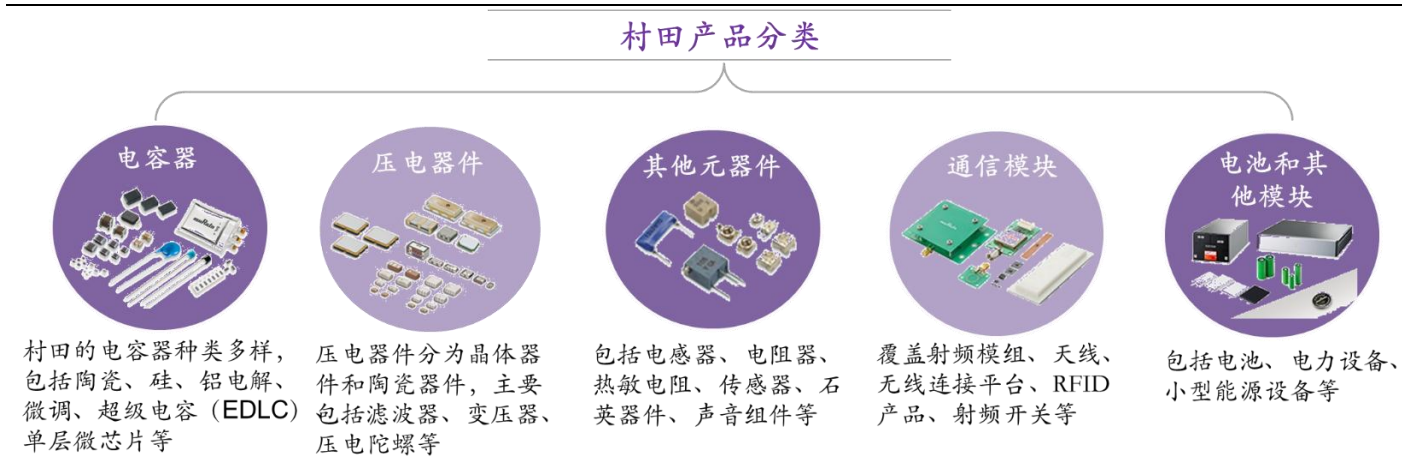 村田产品分类
电容器
压电器件
其他元器件
通信模块
电池和其
他模块
村田的电容器种类多样，
包括陶瓷、硅、铝电解、
微调、超级电容（EDLC）
单层微芯片等
压电器件分为晶体器
件和陶瓷器件，主要
包括滤波器、变压器、
压电陀螺等
包括电感器、电阻器、
热敏电阻、传感器、石
英器件、声音组件等
覆盖射频模组、天线、
无线连接平台、RFID
产品、射频开关等
包括电池、电力设备、
小型能源设备等